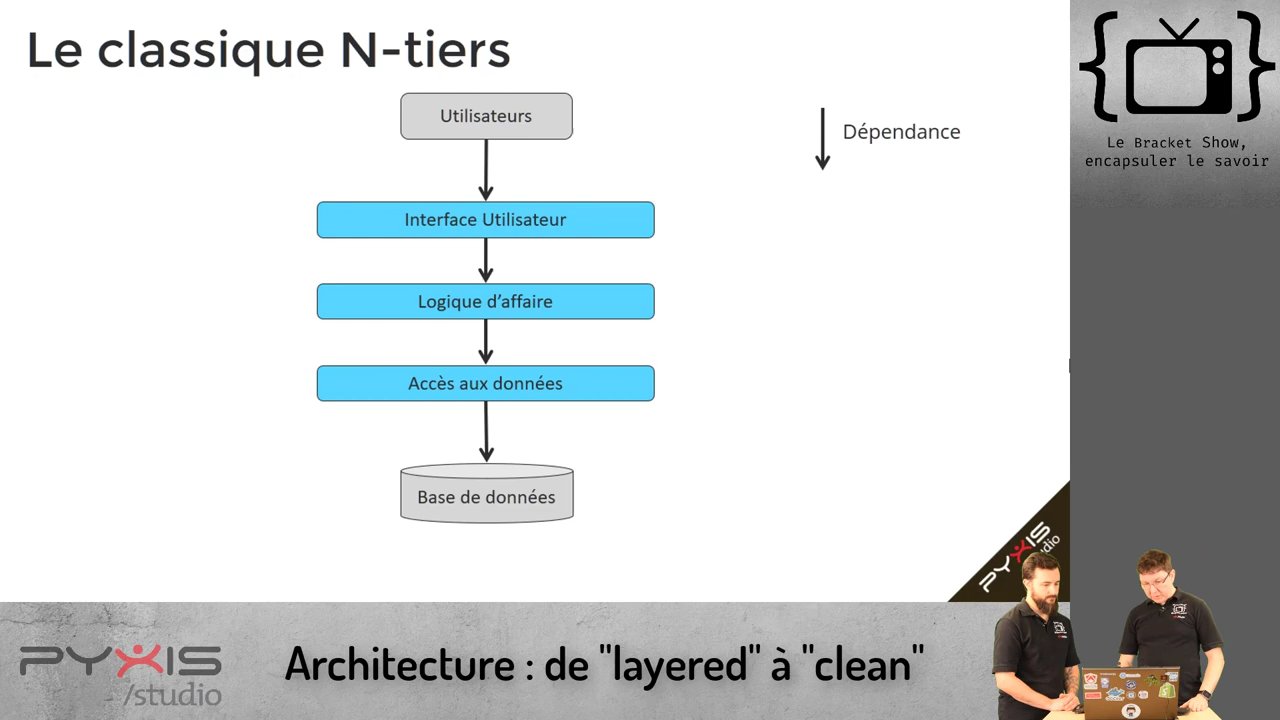 Le classique N-tiers
Utilisateurs
Dépendance
Interface Utilisateur
Logique d'affaire
Accès aux données
Base de données
Le Bracket Show,
encapsuler le savoir
PYXIS
dio
PYXIS
/studio
Architecture : de "layered" à "clean"